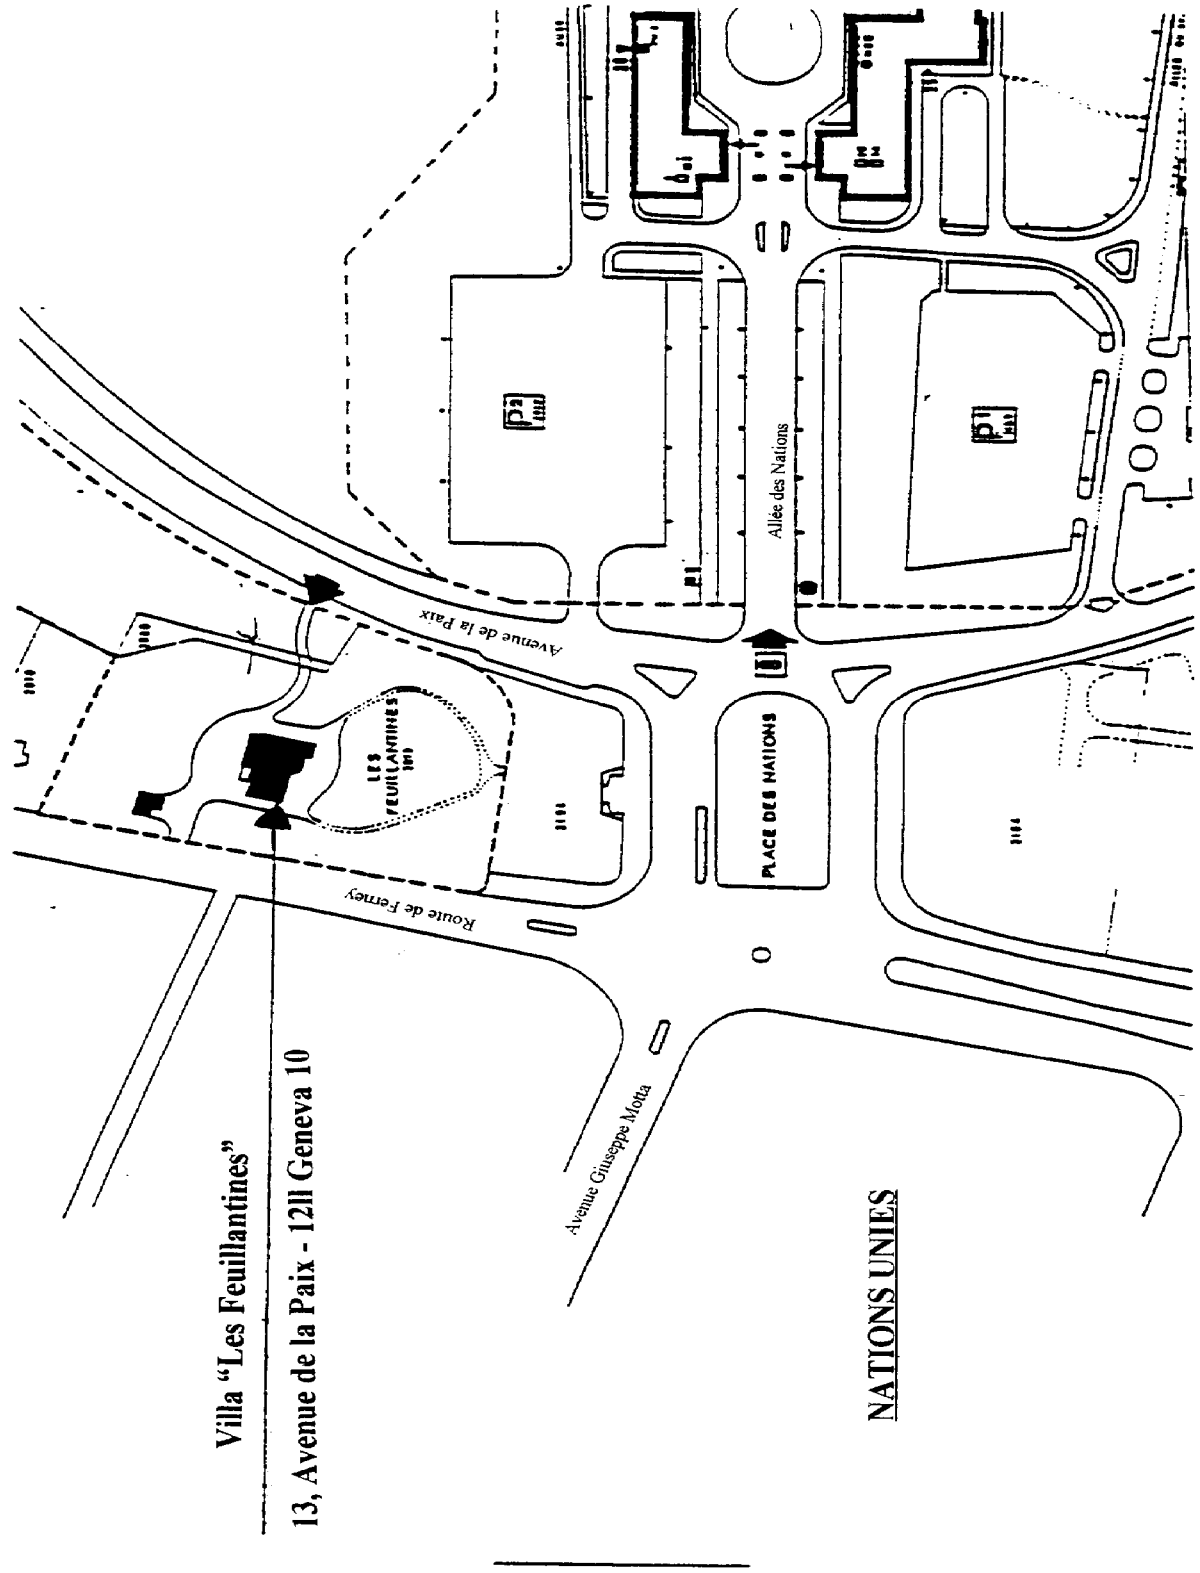 Villa “Les Feuillantines”
13, Avenue de la Paix - 12ll Geneva 10
NATIONS UNIES
Avenue Giuseppe Motta
Route de Ferney
Avenue de la Paix
LES
FEUILLANTINES
PLACE DES NATIONS
Allée des Nations
P2
P1